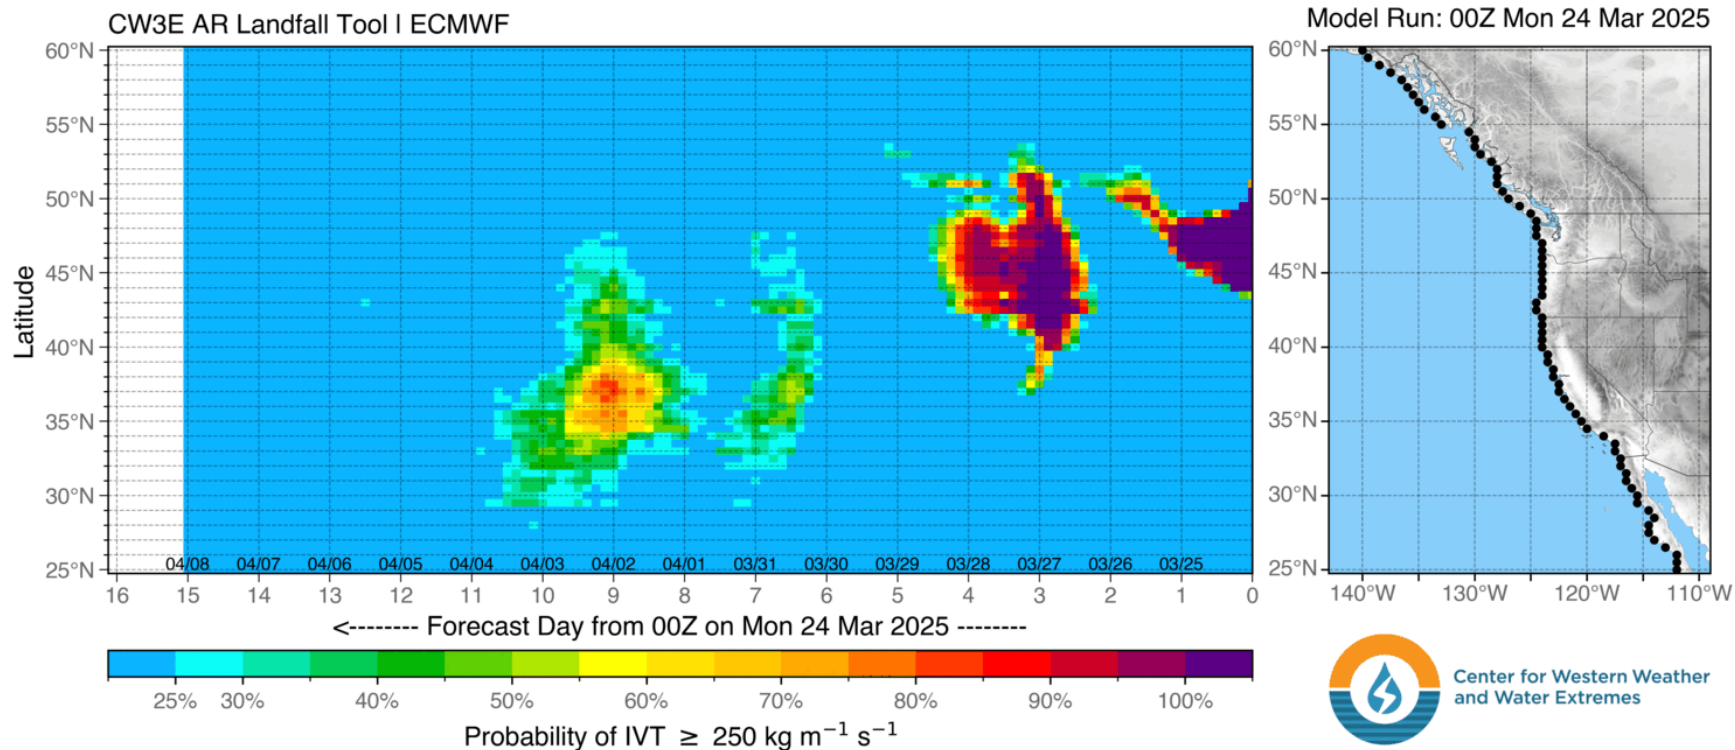 CW3E AR Landfall Tool | ECMWF
Model Run: 00Z Mon 24 Mar 2025
60°N
55°N
50°N
45°N
40°N
35°N
30°N
25°N
Latitude
04/08 04/07 04/06 04/05 04/04 04/03 04/02 04/01 03/31 03/30 03/29 03/28 03/27 03/26 03/25
16 15 14 13 12 11 10 9 8 7 6 5 4 3 2 1 0
<-------- Forecast Day from 00Z on Mon 24 Mar 2025 --------
25% 30% 40% 50% 60% 70% 80% 90% 100%
Probability of IVT ≥ 250 kg m⁻¹ s⁻¹
60°N
55°N
50°N
45°N
40°N
35°N
30°N
25°N
140°W 130°W 120°W 110°W
Center for Western Weather
and Water Extremes